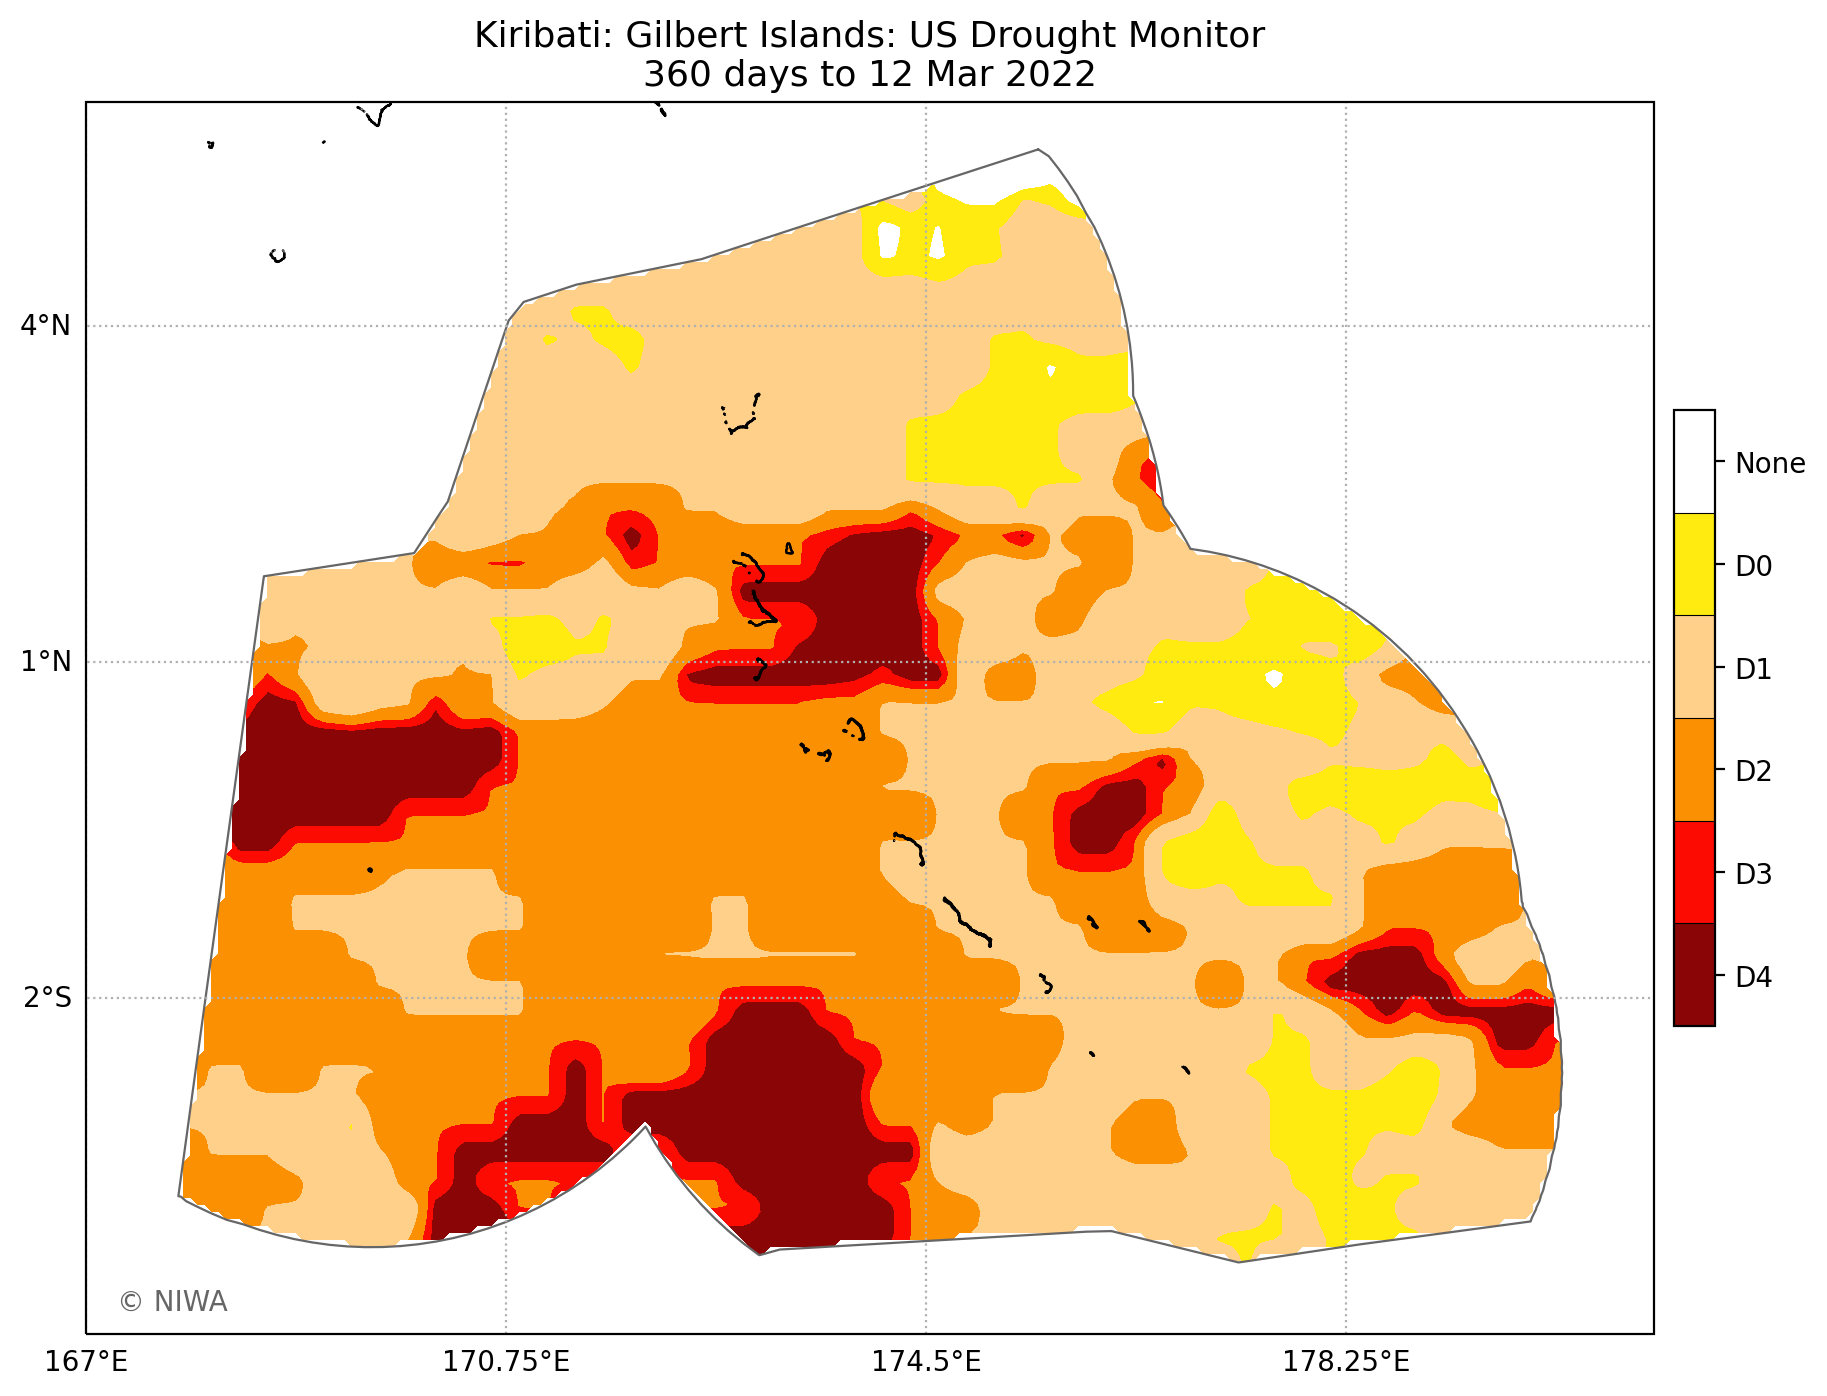 Kiribati: Gilbert Islands: US Drought Monitor
360 days to 12 Mar 2022
4°N
1°N
2°S
167°E
170.75°E
174.5°E
178.25°E
None
D0
D1
D2
D3
D4
© NIWA